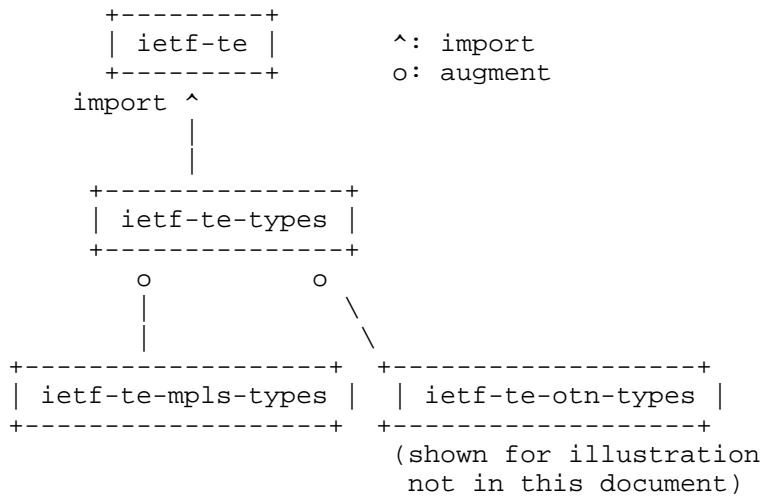 ietf-te
^: import
o: augment
import ^
ietf-te-types
o o
ietf-te-mpls-types
ietf-te-otn-types
(shown for illustration
not in this document)